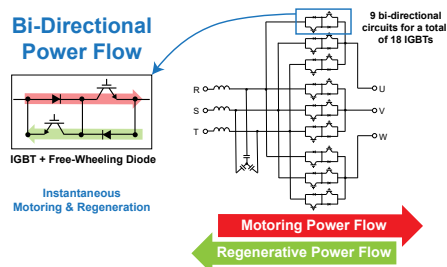 Bi-Directional
Power Flow
9 bi-directional
circuits for a total
of 18 IGBTs
IGBT + Free-Wheeling Diode
Instantaneous
Motoring & Regeneration
R
S
T
U
V
W
Motoring Power Flow
Regenerative Power Flow